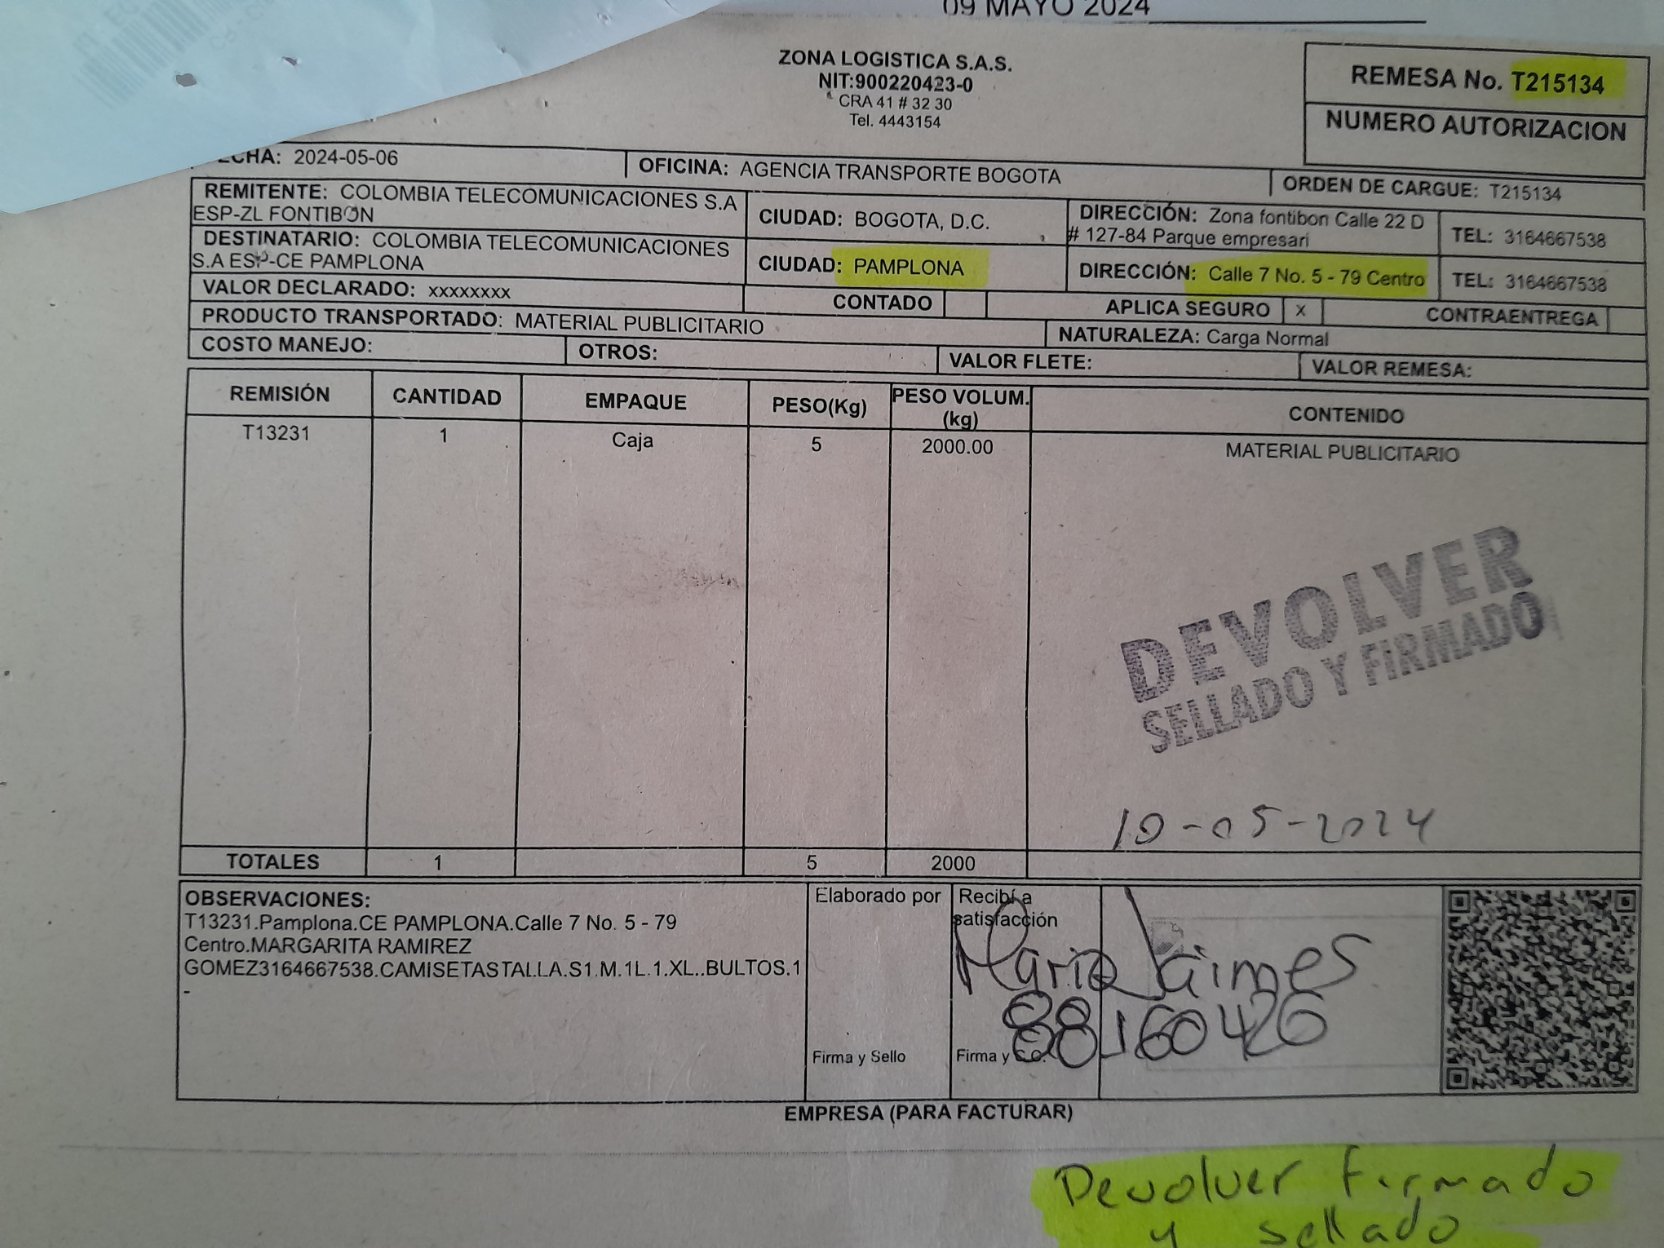 09 MAYO 2024
ZONA LOGISTICA S.A.S.
NIT:900220423-0
CRA 41 # 32 30
Tel. 4443154
REMESA No. T215134
NUMERO AUTORIZACION
FECHA: 2024-05-06
OFICINA: AGENCIA TRANSPORTE BOGOTA
ORDEN DE CARGUE: T215134
REMITENTE: COLOMBIA TELECOMUNICACIONES S.A
ESP-ZL FONTIBON
CIUDAD: BOGOTA, D.C.
DIRECCIÓN: Zona fontibon Calle 22 D
# 127-84 Parque empresari
TEL: 3164667538
DESTINATARIO: COLOMBIA TELECOMUNICACIONES
S.A ESP-CE PAMPLONA
CIUDAD: PAMPLONA
DIRECCIÓN: Calle 7 No. 5 - 79 Centro
TEL: 3164667538
VALOR DECLARADO: xxxxxxxx
CONTADO
APLICA SEGURO x
CONTRAENTREGA
PRODUCTO TRANSPORTADO: MATERIAL PUBLICITARIO
NATURALEZA: Carga Normal
COSTO MANEJO:
OTROS:
VALOR FLETE:
VALOR REMESA:
REMISIÓN CANTIDAD EMPAQUE PESO(Kg) PESO VOLUM. (kg) CONTENIDO
T13231 1 Caja 5 2000.00 MATERIAL PUBLICITARIO
DEVOLVER
SELLADO Y FIRMADO
10-05-2024
TOTALES 1 5 2000
OBSERVACIONES:
T13231.Pamplona.CE PAMPLONA.Calle 7 No. 5 - 79
Centro.MARGARITA RAMIREZ
GOMEZ3164667538.CAMISETASTALLA.S1.M.1L.1.XL..BULTOS.1
-
Elaborado por
Firma y Sello
Recibí a
satisfacción
Mario Jaimes
88160426
Firma y C.C.
EMPRESA (PARA FACTURAR)
Devolver firmado
y sellado